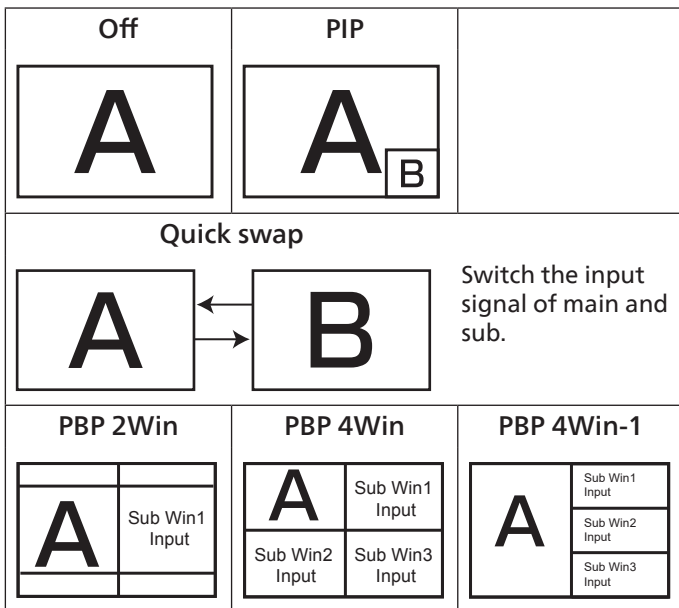 Off
PIP
A
A
B
Quick swap
A
B
Switch the input
signal of main and
sub.
PBP 2Win
PBP 4Win
PBP 4Win-1
A
Sub Win1
Input
A
Sub Win1
Input
Sub Win2
Input
Sub Win3
Input
A
Sub Win1
Input
Sub Win2
Input
Sub Win3
Input